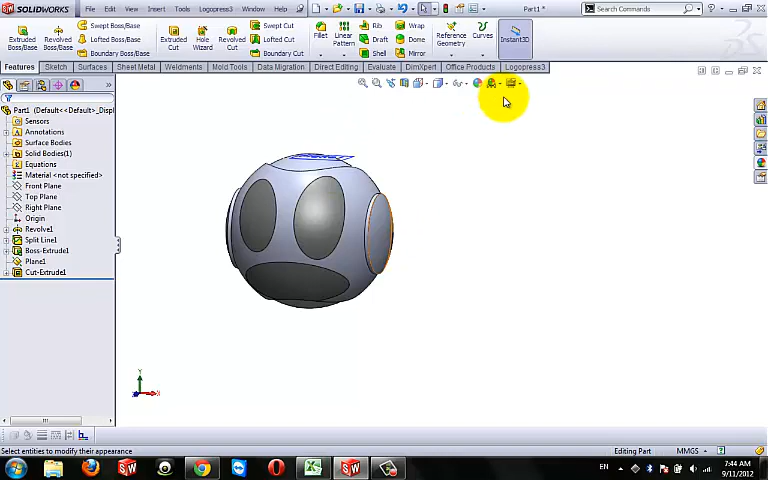 SOLIDWORKS File Edit View Insert Tools Logopress3 Window Help Part1 * Search Commands
Extruded Boss/Base Revolved Boss/Base Swept Boss/Base Lofted Boss/Base Boundary Boss/Base Extruded Cut Hole Wizard Revolved Cut Swept Cut Lofted Cut Boundary Cut Fillet Linear Pattern Rib Draft Shell Wrap Dome Mirror Reference Geometry Curves Instant3D
Features Sketch Surfaces Sheet Metal Weldments Mold Tools Data Migration Direct Editing Evaluate DimXpert Office Products Logopress3
Part1 (Default<<Default>_Displ
Sensors
Annotations
Surface Bodies
Solid Bodies(1)
Equations
Material <not specified>
Front Plane
Top Plane
Right Plane
Origin
Revolve1
Split Line1
Boss-Extrude1
Plane1
Cut-Extrude1
Y
X
Select entities to modify their appearance Editing Part MMGS
EN 7:44 AM
9/11/2012